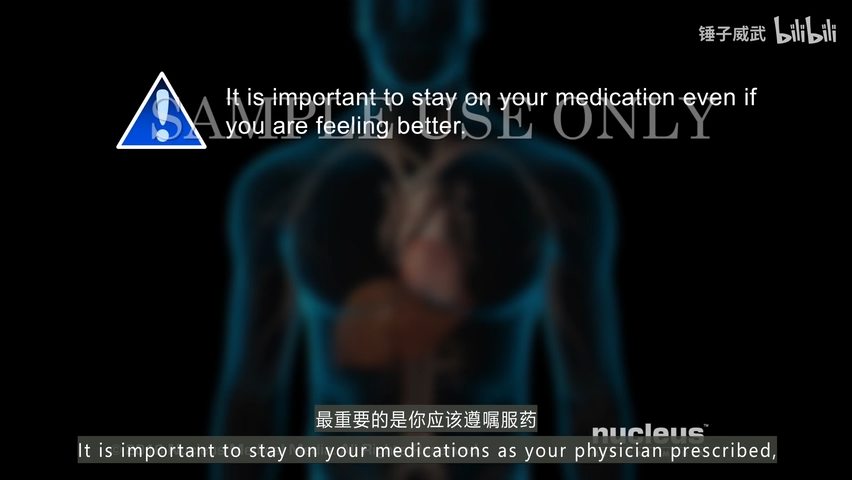 锤子威武 bilibili
It is important to stay on your medication even if
you are feeling better.
SAMPLE USE ONLY
最重要的是你应该遵嘱服药
nucleus™
It is important to stay on your medications as your physician prescribed,